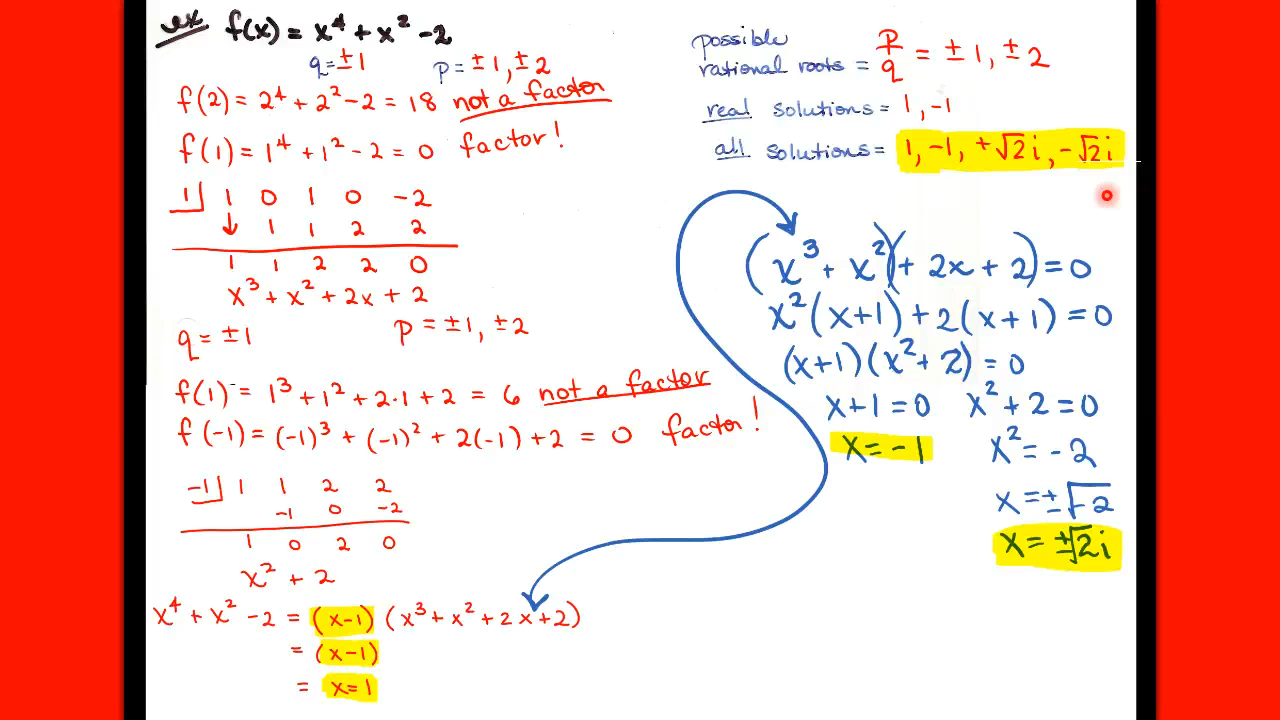 ex f(x) = x⁴ + x² - 2
q = ±1 p = ±1, ±2
f(2) = 2⁴ + 2² - 2 = 18 not a factor
f(1) = 1⁴ + 1² - 2 = 0 factor!
1| 1 0 1 0 -2
↓ 1 1 2 2
1 1 2 2 0
x³ + x² + 2x + 2
q = ±1 p = ±1, ±2
f(1) = 1³ + 1² + 2·1 + 2 = 6 not a factor
f(-1) = (-1)³ + (-1)² + 2(-1) + 2 = 0 factor!
-1| 1 1 2 2
-1 0 -2
1 0 2 0
x² + 2
x⁴ + x² - 2 = (x-1) (x³ + x² + 2x + 2)
= (x-1)
= x=1
possible
rational roots = p/q = ±1, ±2
real solutions = 1, -1
all solutions = 1, -1, +√2i, -√2i
(x³ + x²)(+ 2x + 2) = 0
x²(x+1) + 2(x+1) = 0
(x+1)(x²+2) = 0
x+1 = 0 x²+2 = 0
x = -1 x² = -2
x = ±√-2
x = ±√2i